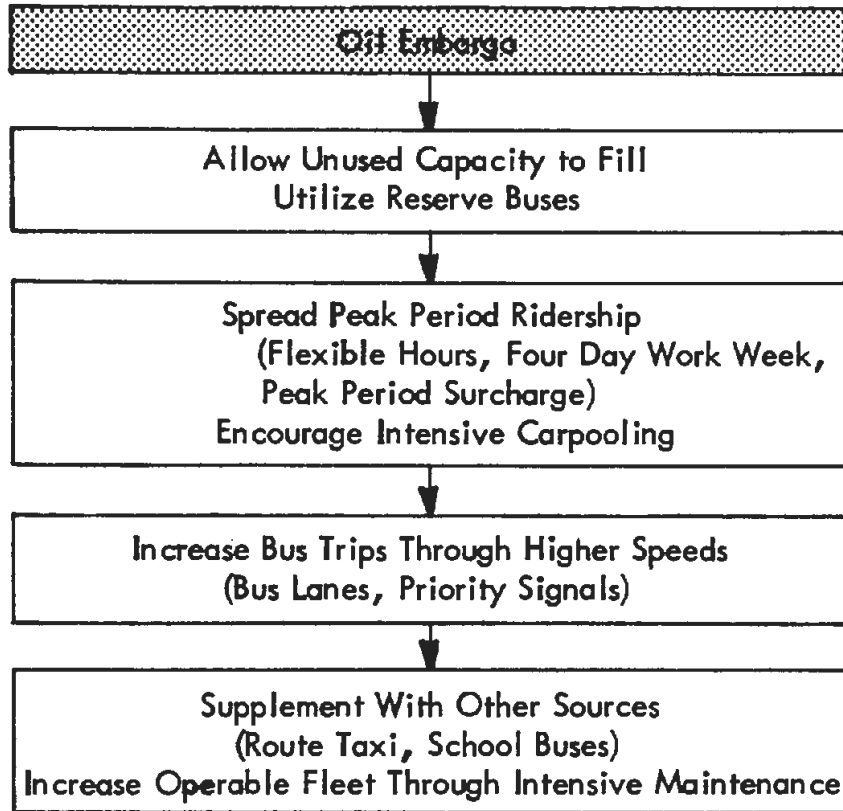 Oil Embargo
Allow Unused Capacity to Fill
Utilize Reserve Buses
Spread Peak Period Ridership
(Flexible Hours, Four Day Work Week,
Peak Period Surcharge)
Encourage Intensive Carpooling
Increase Bus Trips Through Higher Speeds
(Bus Lanes, Priority Signals)
Supplement With Other Sources
(Route Taxi, School Buses)
Increase Operable Fleet Through Intensive Maintenance